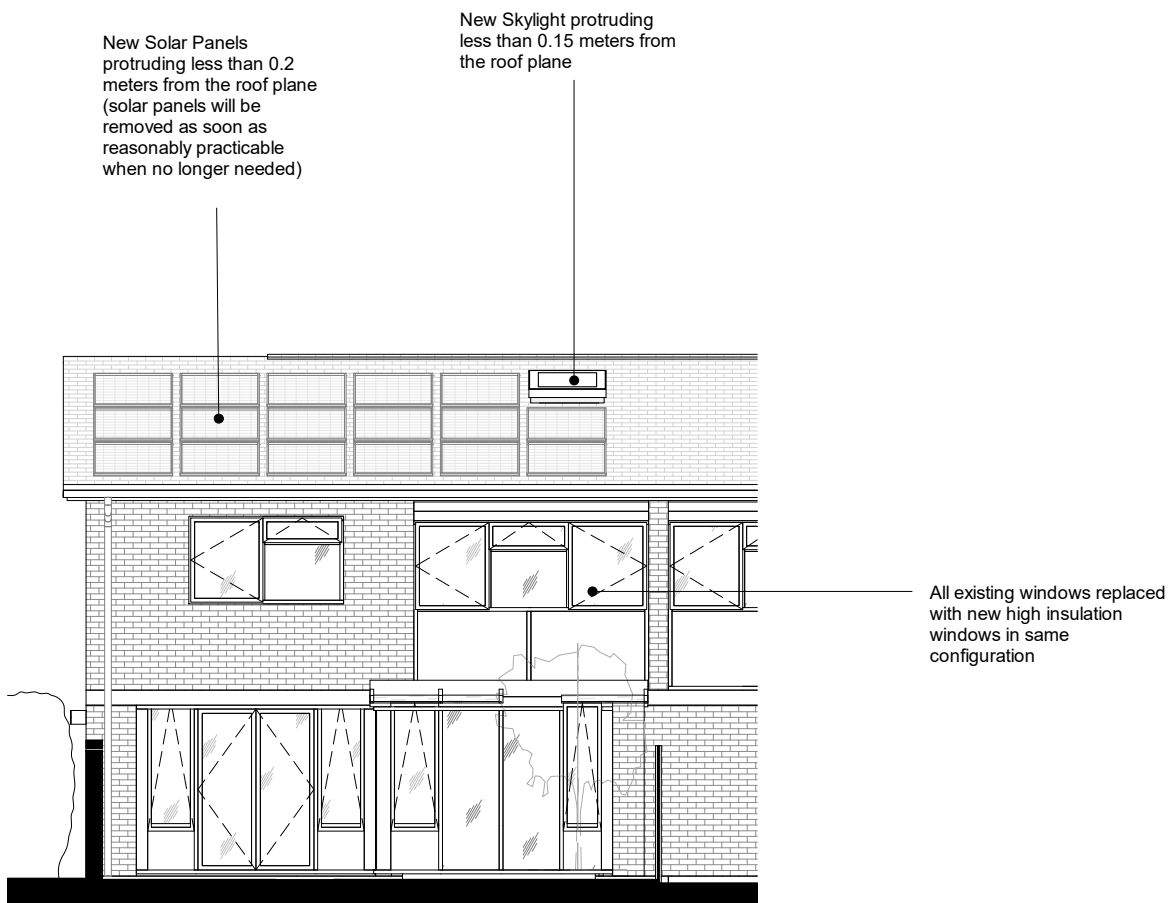 New Solar Panels
protruding less than 0.2
meters from the roof plane
(solar panels will be
removed as soon as
reasonably practicable
when no longer needed)
New Skylight protruding
less than 0.15 meters from
the roof plane
All existing windows replaced
with new high insulation
windows in same
configuration